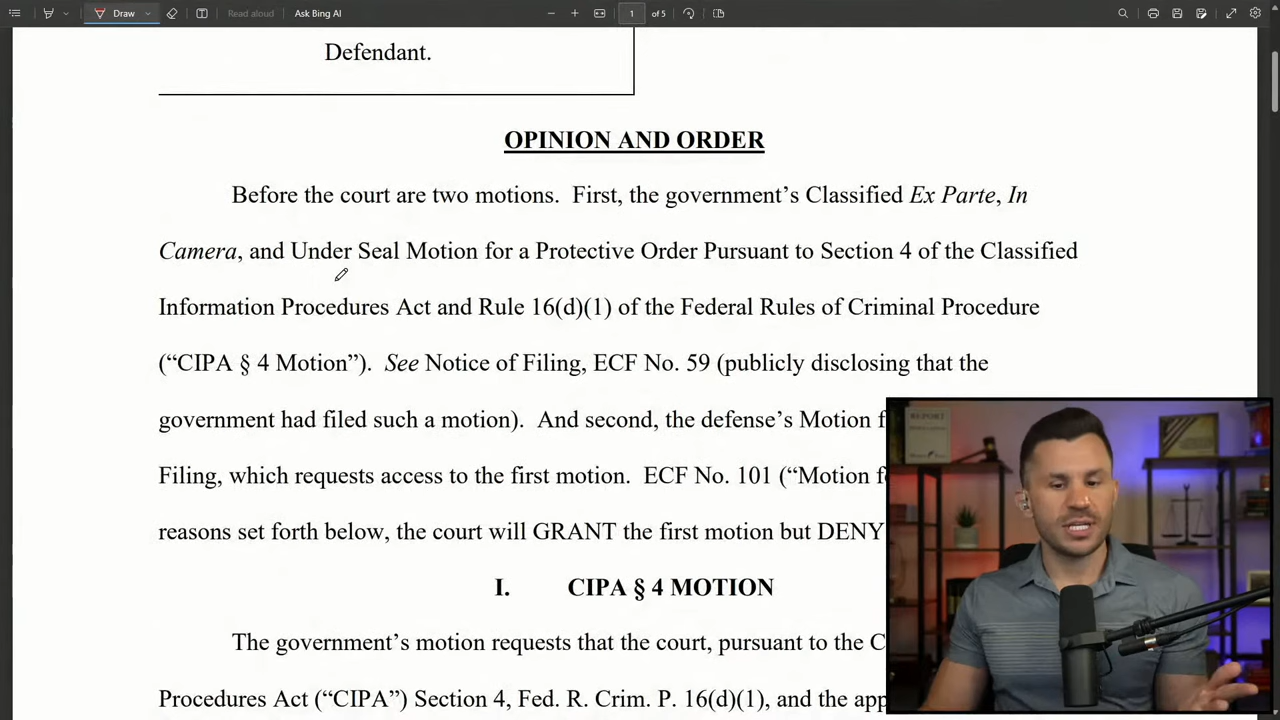 Draw
Read aloud
Ask Bing AI
1 of 5
Defendant.
OPINION AND ORDER
Before the court are two motions. First, the government’s Classified Ex Parte, In
Camera, and Under Seal Motion for a Protective Order Pursuant to Section 4 of the Classified
Information Procedures Act and Rule 16(d)(1) of the Federal Rules of Criminal Procedure
(“CIPA § 4 Motion”). See Notice of Filing, ECF No. 59 (publicly disclosing that the
government had filed such a motion). And second, the defense’s Motion f
Filing, which requests access to the first motion. ECF No. 101 (“Motion f
reasons set forth below, the court will GRANT the first motion but DENY
I. CIPA § 4 MOTION
The government’s motion requests that the court, pursuant to the C
Procedures Act (“CIPA”) Section 4, Fed. R. Crim. P. 16(d)(1), and the app
REPORT